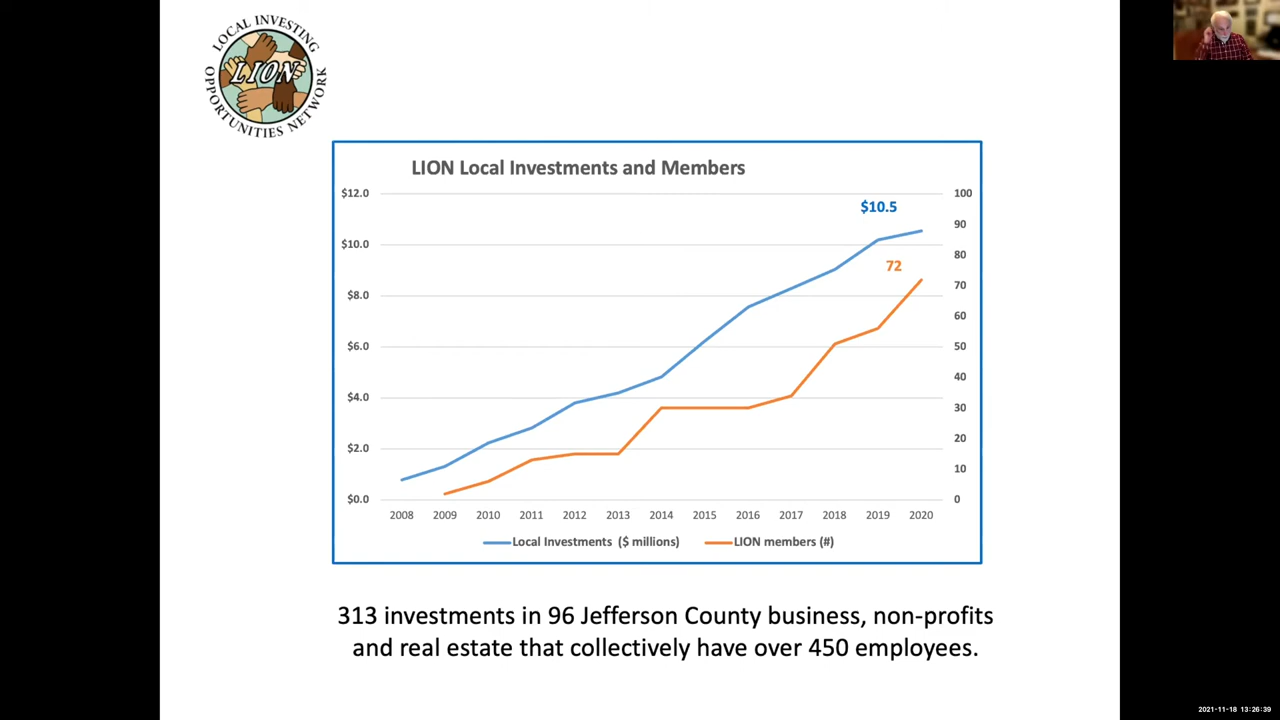 LOCAL INVESTING
OPPORTUNITIES NETWORK
LION
LION Local Investments and Members
$12.0
$10.0
$8.0
$6.0
$4.0
$2.0
$0.0
$10.5
72
100
90
80
70
60
50
40
30
20
10
0
2008 2009 2010 2011 2012 2013 2014 2015 2016 2017 2018 2019 2020
Local Investments ($ millions) LION members (#)
313 investments in 96 Jefferson County business, non-profits
and real estate that collectively have over 450 employees.
2021-11-18 13:26:39